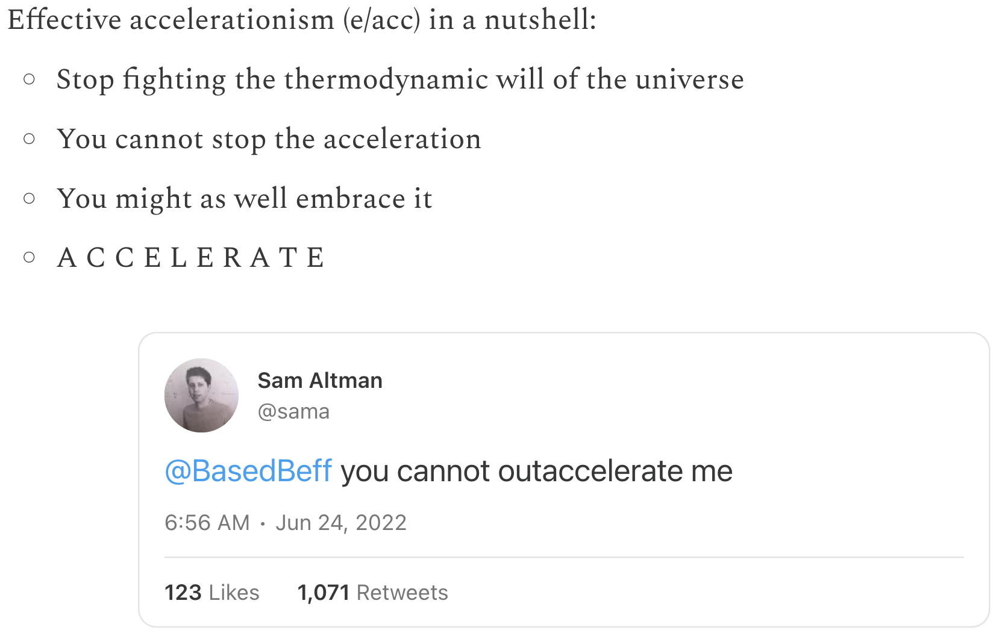 Effective accelerationism (e/acc) in a nutshell:
Stop fighting the thermodynamic will of the universe
You cannot stop the acceleration
You might as well embrace it
A C C E L E R A T E
Sam Altman
@sama
@BasedBeff you cannot outaccelerate me
6:56 AM · Jun 24, 2022
123 Likes 1,071 Retweets